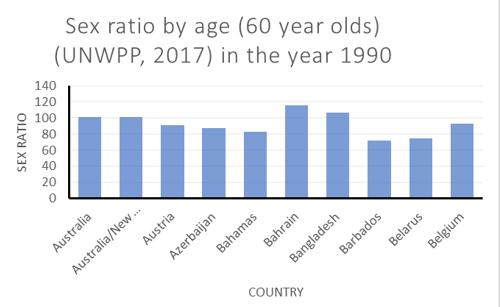 Sex ratio by age (60 year olds)
(UNWPP, 2017) in the year 1990
140
120
100
80
60
40
20
0
SEX RATIO
Australia
Australia/New ...
Austria
Azerbaijan
Bahamas
Bahrain
Bangladesh
Barbados
Belarus
Belgium
COUNTRY